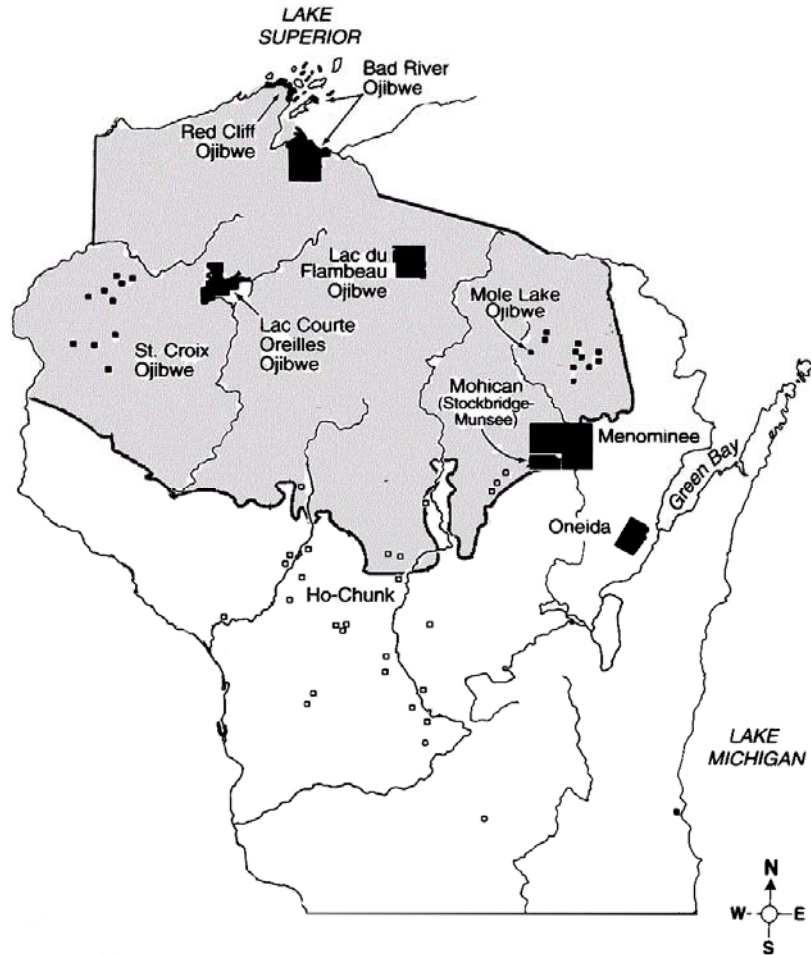 LAKE
SUPERIOR
Bad River
Ojibwe
Red Cliff
Ojibwe
Lac du
Flambeau
Ojibwe
Mole Lake
Ojibwe
Lac Courte
Oreilles
Ojibwe
St. Croix
Ojibwe
Mohican
(Stockbridge-
Munsee)
Menominee
Green Bay
Oneida
Ho-Chunk
LAKE
MICHIGAN
N
W
E
S